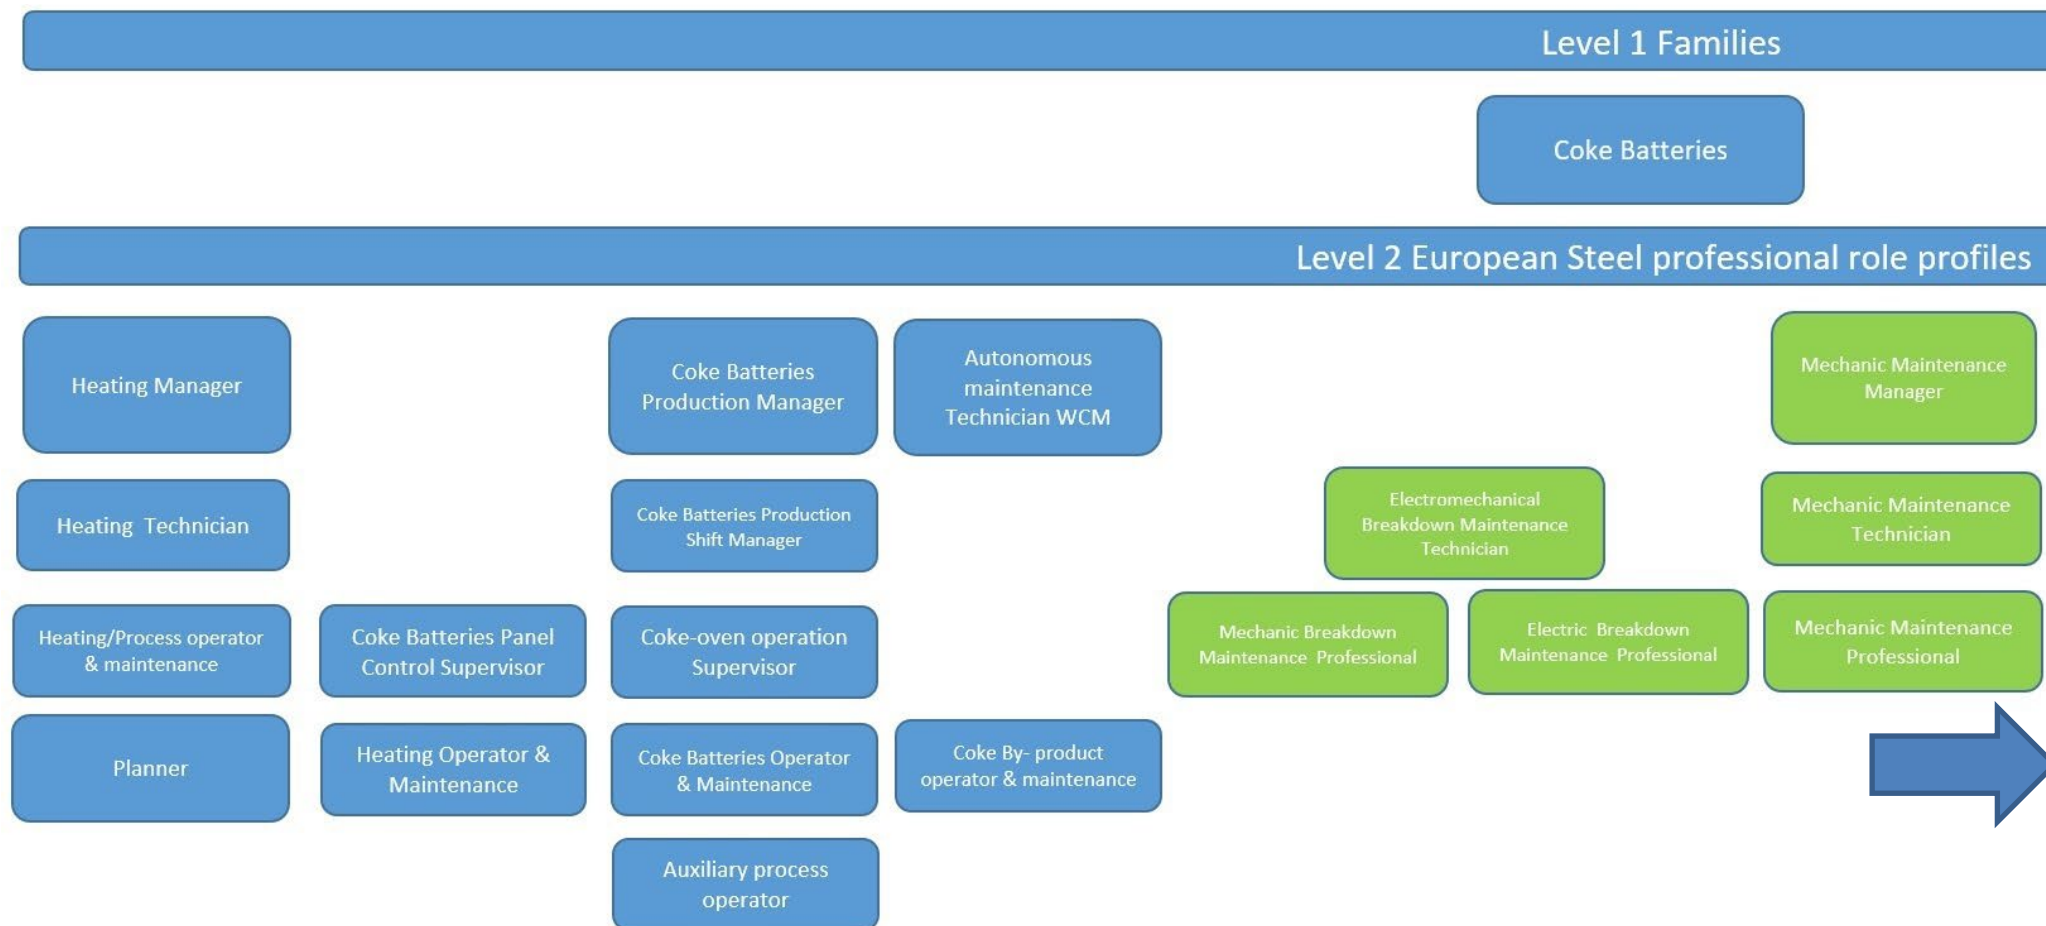 Level 1 Families
Coke Batteries
Level 2 European Steel professional role profiles
Heating Manager
Coke Batteries
Production Manager
Autonomous
maintenance
Technician WCM
Mechanic Maintenance
Manager
Heating  Technician
Coke Batteries Production
Shift Manager
Electromechanical
Breakdown Maintenance
Technician
Mechanic Maintenance
Technician
Heating/Process operator
& maintenance
Coke Batteries Panel
Control Supervisor
Coke-oven operation
Supervisor
Mechanic Breakdown
Maintenance  Professional
Electric  Breakdown
Maintenance  Professional
Mechanic Maintenance
Professional
Planner
Heating Operator &
Maintenance
Coke Batteries Operator
& Maintenance
Coke By- product
operator & maintenance
Auxiliary process
operator